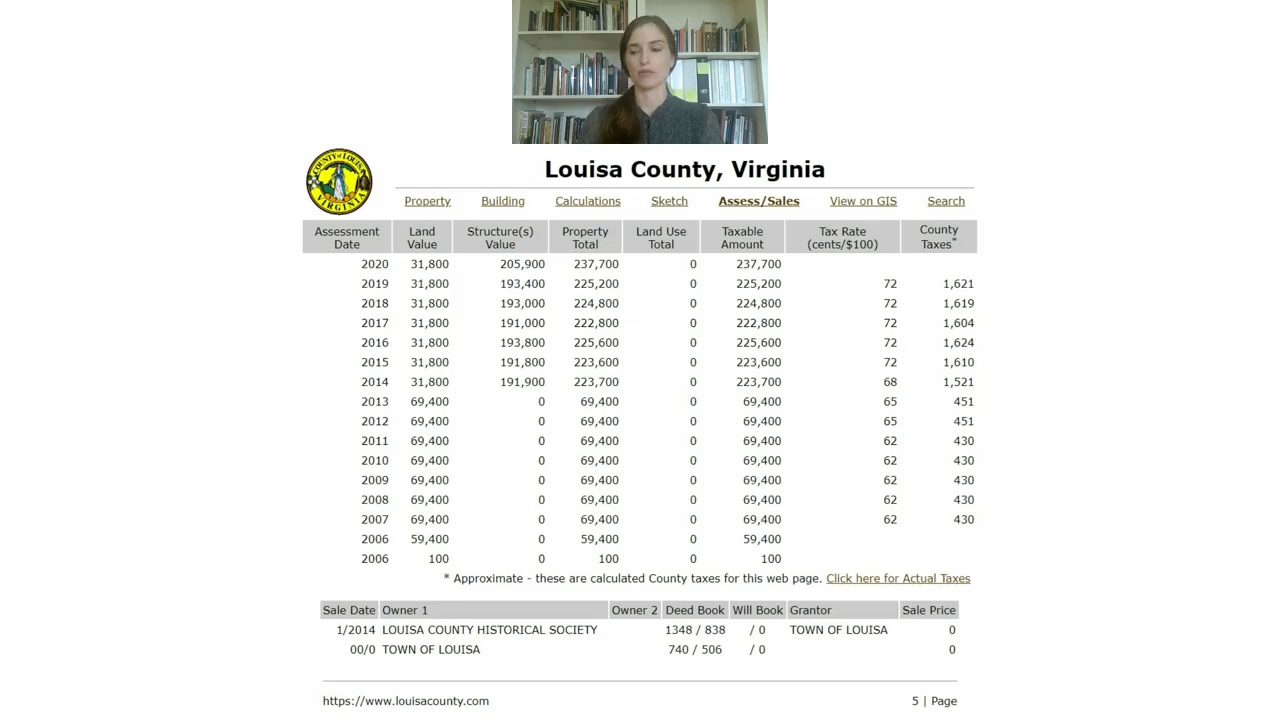 COUNTY of LOUISA
VIRGINIA
Louisa County, Virginia
Property Building Calculations Sketch Assess/Sales View on GIS Search
Assessment Date Land Value Structure(s) Value Property Total Land Use Total Taxable Amount Tax Rate (cents/$100) County Taxes*
2020 31,800 205,900 237,700 0 237,700
2019 31,800 193,400 225,200 0 225,200 72 1,621
2018 31,800 193,000 224,800 0 224,800 72 1,619
2017 31,800 191,000 222,800 0 222,800 72 1,604
2016 31,800 193,800 225,600 0 225,600 72 1,624
2015 31,800 191,800 223,600 0 223,600 72 1,610
2014 31,800 191,900 223,700 0 223,700 68 1,521
2013 69,400 0 69,400 0 69,400 65 451
2012 69,400 0 69,400 0 69,400 65 451
2011 69,400 0 69,400 0 69,400 62 430
2010 69,400 0 69,400 0 69,400 62 430
2009 69,400 0 69,400 0 69,400 62 430
2008 69,400 0 69,400 0 69,400 62 430
2007 69,400 0 69,400 0 69,400 62 430
2006 59,400 0 59,400 0 59,400
2006 100 0 100 0 100
* Approximate - these are calculated County taxes for this web page. Click here for Actual Taxes
Sale Date Owner 1 Owner 2 Deed Book Will Book Grantor Sale Price
1/2014 LOUISA COUNTY HISTORICAL SOCIETY 1348 / 838 / 0 TOWN OF LOUISA 0
00/0 TOWN OF LOUISA 740 / 506 / 0 0
https://www.louisacounty.com 5 | Page